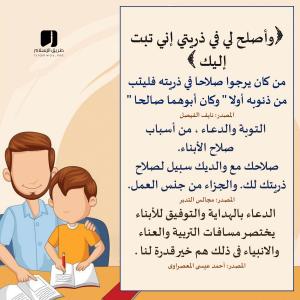 طريق الإسلام
﴿وأصلح لي في ذريتي إني تبت
إليك﴾
من كان يرجوا صلاحا في ذريته فليتب
من ذنوبه أولا " وكان أبوهما صالحا "
المصدر: نايف الفيصل
التوبة والدعاء ، من أسباب
صلاح الأبناء.
صلاحك مع والديك سبيل لصلاح
ذريتك لك. والجزاء من جنس العمل.
المصدر: مجالس التدبر
الدعاء بالهداية والتوفيق للأبناء
يختصر مسافات التربية والعناء
والانبياء في ذلك هم خير قدرة لنا .
المصدر: أحمد عيسى المعصراوي